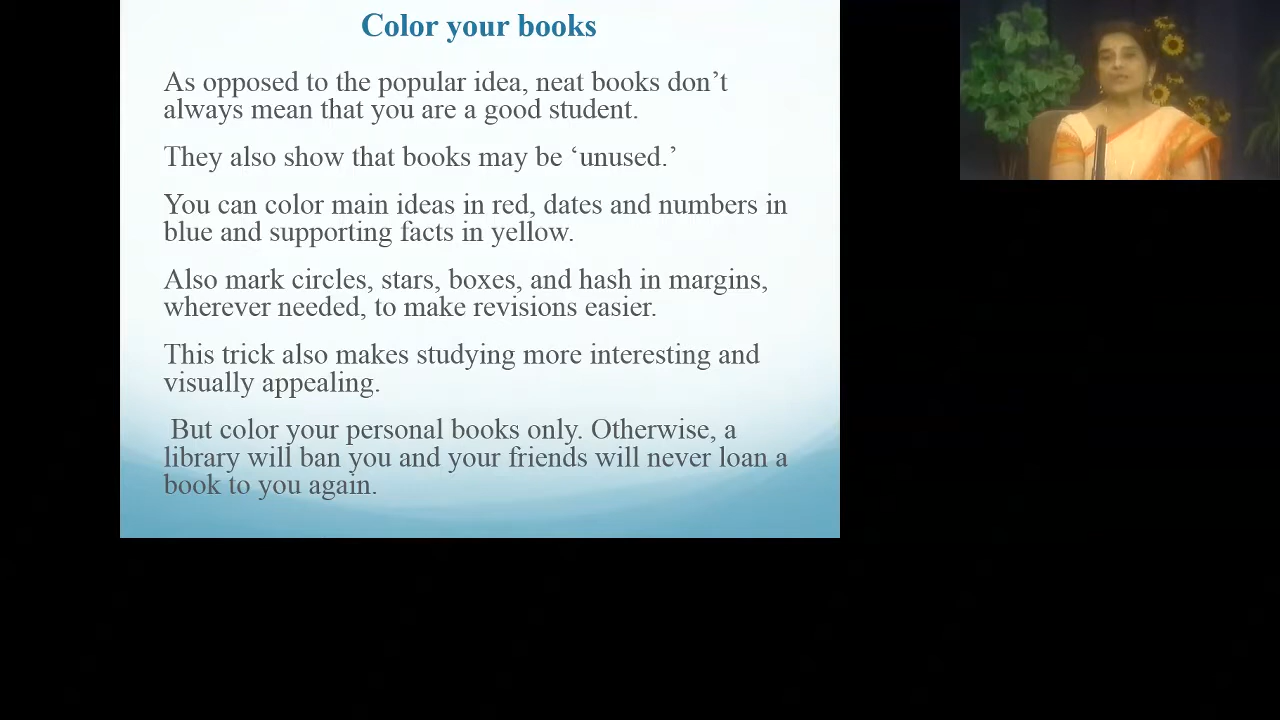 Color your books
As opposed to the popular idea, neat books don’t
always mean that you are a good student.
They also show that books may be ‘unused.’
You can color main ideas in red, dates and numbers in
blue and supporting facts in yellow.
Also mark circles, stars, boxes, and hash in margins,
wherever needed, to make revisions easier.
This trick also makes studying more interesting and
visually appealing.
But color your personal books only. Otherwise, a
library will ban you and your friends will never loan a
book to you again.